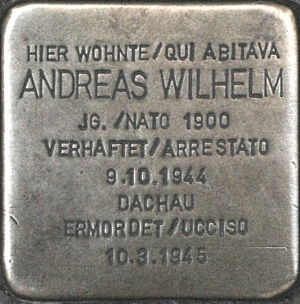 HIER WOHNTE/QUI ABITAVA
ANDREAS WILHELM
JG./NATO 1900
VERHAFTET/ARRESTATO
9.10.1944
DACHAU
ERMORDET/UCCISO
10.3.1945